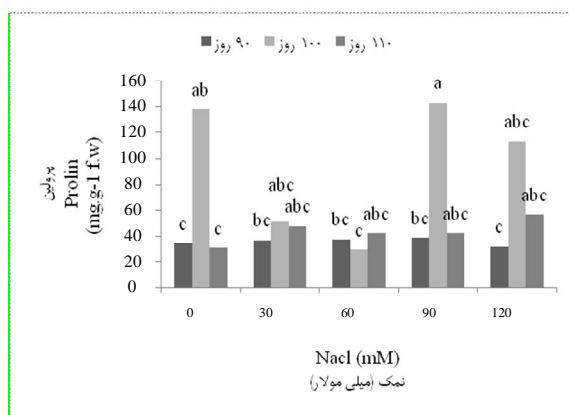 ۹۰ روز ۱۰۰ روز ۱۱۰ روز
160
140
120
100
80
60
40
20
0
پرولین
Prolin
(mg.g-1 f.w)
c ab c
bc abc abc
bc c abc
bc a abc
c abc abc
0 30 60 90 120
Nacl (mM)
نمک (میلی مولار)